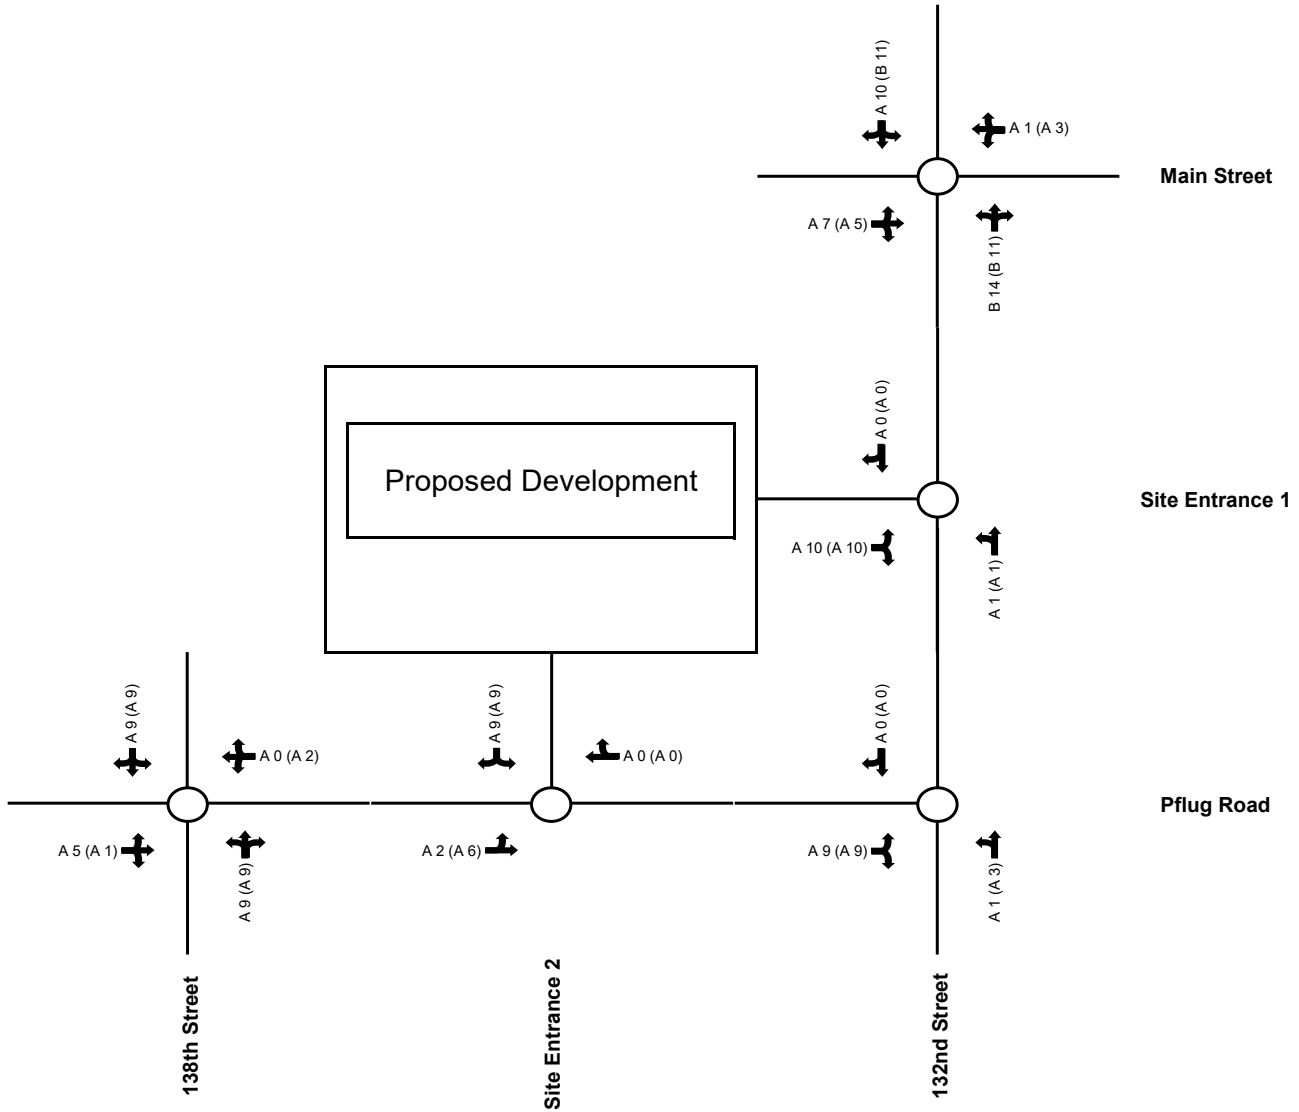 A 10 (B 11)
A 1 (A 3)
Main Street
A 7 (A 5)
B 14 (B 11)
A 0 (A 0)
Proposed Development
Site Entrance 1
A 10 (A 10)
A 1 (A 1)
A 9 (A 9)
A 0 (A 2)
A 9 (A 9)
A 0 (A 0)
A 0 (A 0)
Pflug Road
A 5 (A 1)
A 9 (A 9)
A 2 (A 6)
A 9 (A 9)
A 1 (A 3)
138th Street
Site Entrance 2
132nd Street